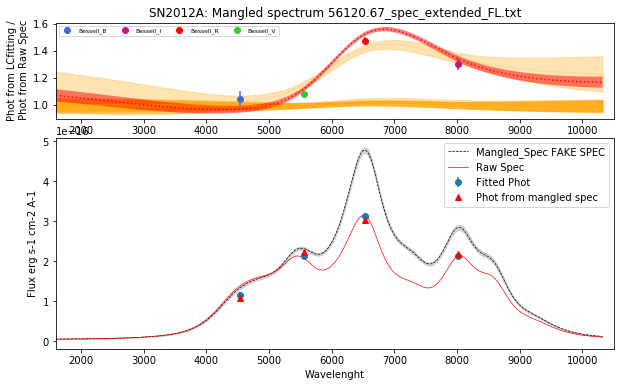 SN2012A: Mangled spectrum 56120.67_spec_extended_FL.txt
Phot from LCfitting /
Phot from Raw Spec
1.6
1.4
1.2
1.0
Bessell_B
Bessell_I
Bessell_R
Bessell_V
2000 3000 4000 5000 6000 7000 8000 9000 10000
1e−16
Flux erg s-1 cm-2 A-1
5
4
3
2
1
0
Mangled_Spec FAKE SPEC
Raw Spec
Fitted Phot
Phot from mangled spec
2000 3000 4000 5000 6000 7000 8000 9000 10000
Wavelenght